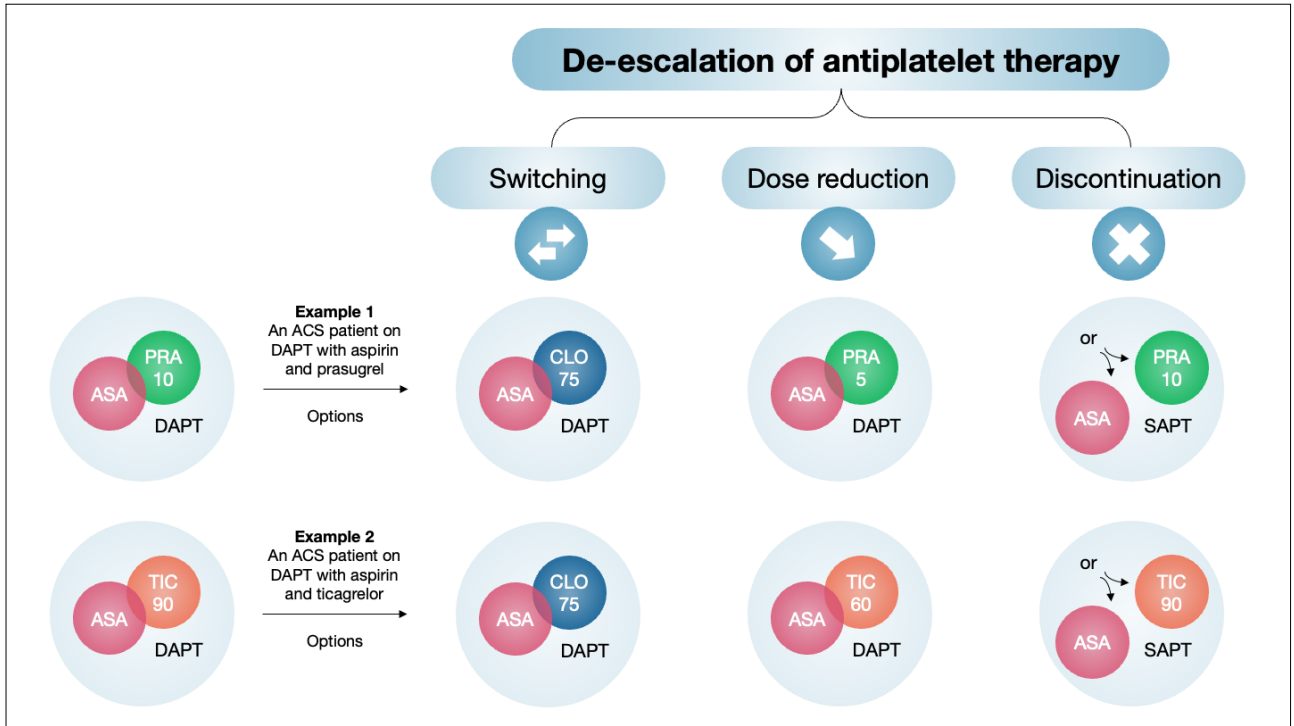 De-escalation of antiplatelet therapy
Switching
Dose reduction
Discontinuation
Example 1
An ACS patient on
DAPT with aspirin
and prasugrel
Options
PRA
10
ASA
DAPT
CLO
75
ASA
DAPT
PRA
5
ASA
DAPT
or
PRA
10
ASA
SAPT
Example 2
An ACS patient on
DAPT with aspirin
and ticagrelor
Options
TIC
90
ASA
DAPT
CLO
75
ASA
DAPT
TIC
60
ASA
DAPT
or
TIC
90
ASA
SAPT